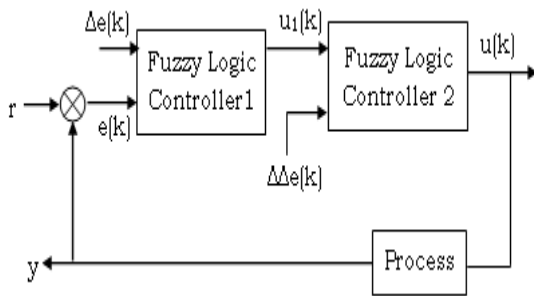 Δe(k)
u₁(k)
u(k)
Fuzzy Logic
Controller1
Fuzzy Logic
Controller 2
r
e(k)
ΔΔe(k)
Process
y